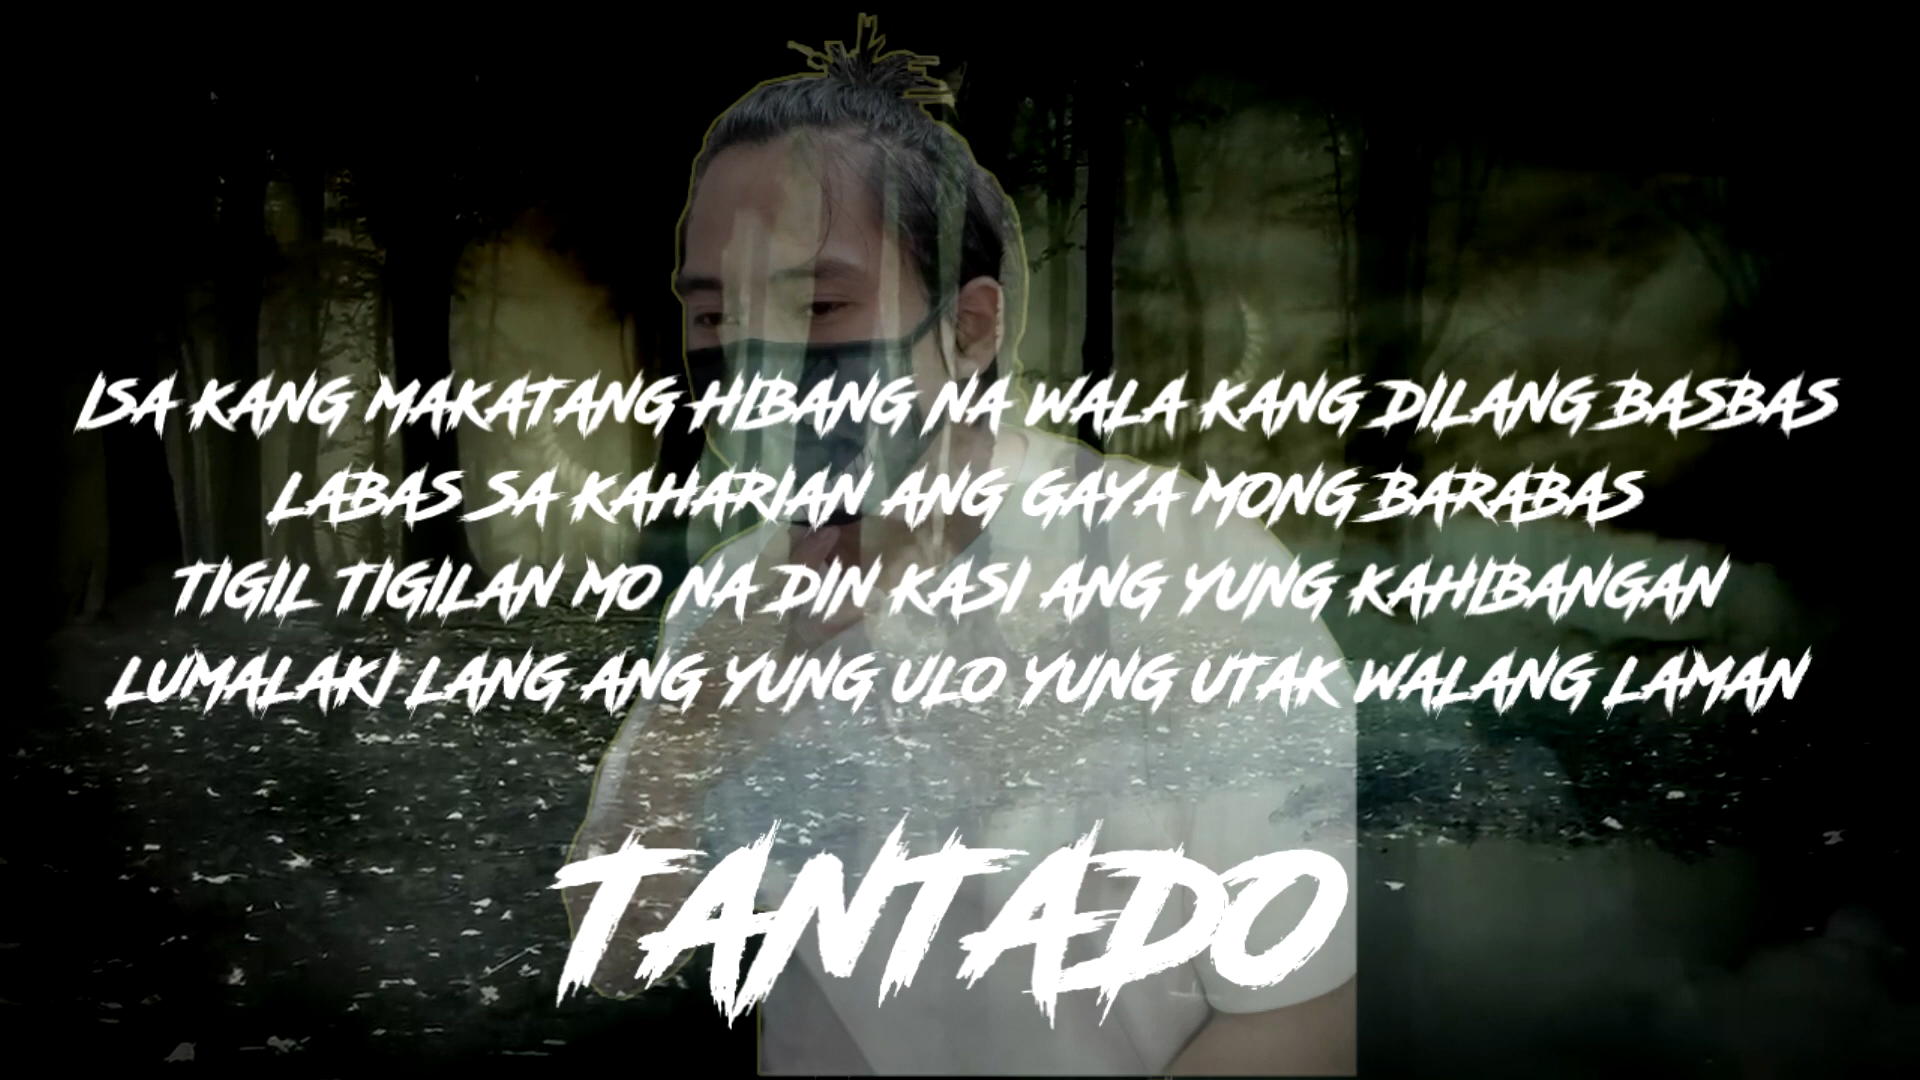 ISA KANG MAKATANG HIBANG NA WALA KANG DILANG BASBAS
LABAS SA KAHARIAN ANG GAYA MONG BARABAS
TIGIL TIGILAN MO NA DIN KASI ANG YUNG KAHIBANGAN
LUMALAKI LANG ANG YUNG ULO YUNG UTAK WALANG LAMAN
TANTADO